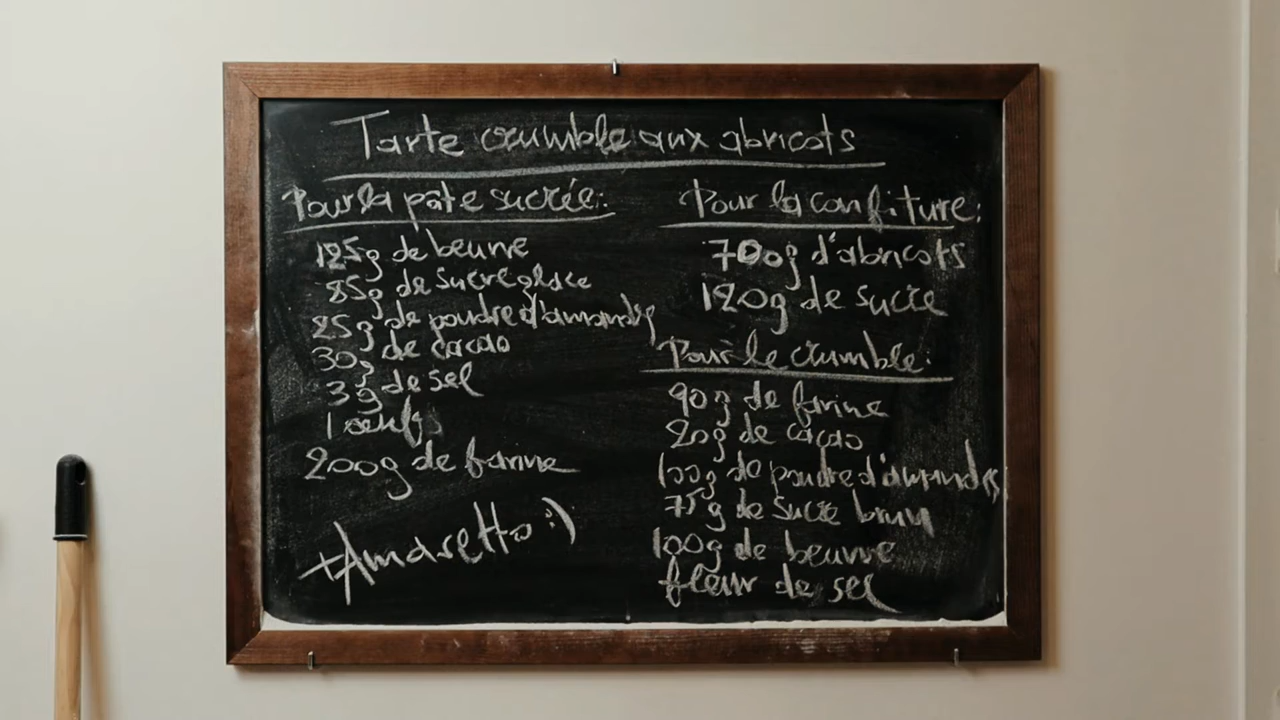 Tarte crumble aux abricots
Pour la pâte sucrée:
125g de beurre
85g de sucre glace
25g de poudre d'amandes
30g de cacao
3g de sel
1 oeuf
200g de farine
+Amaretto :)
Pour la confiture:
700g d'abricots
120g de sucre
Pour le crumble:
90g de farine
20g de cacao
100g de poudre d'amandes
75g de sucre brun
100g de beurre
fleur de sel